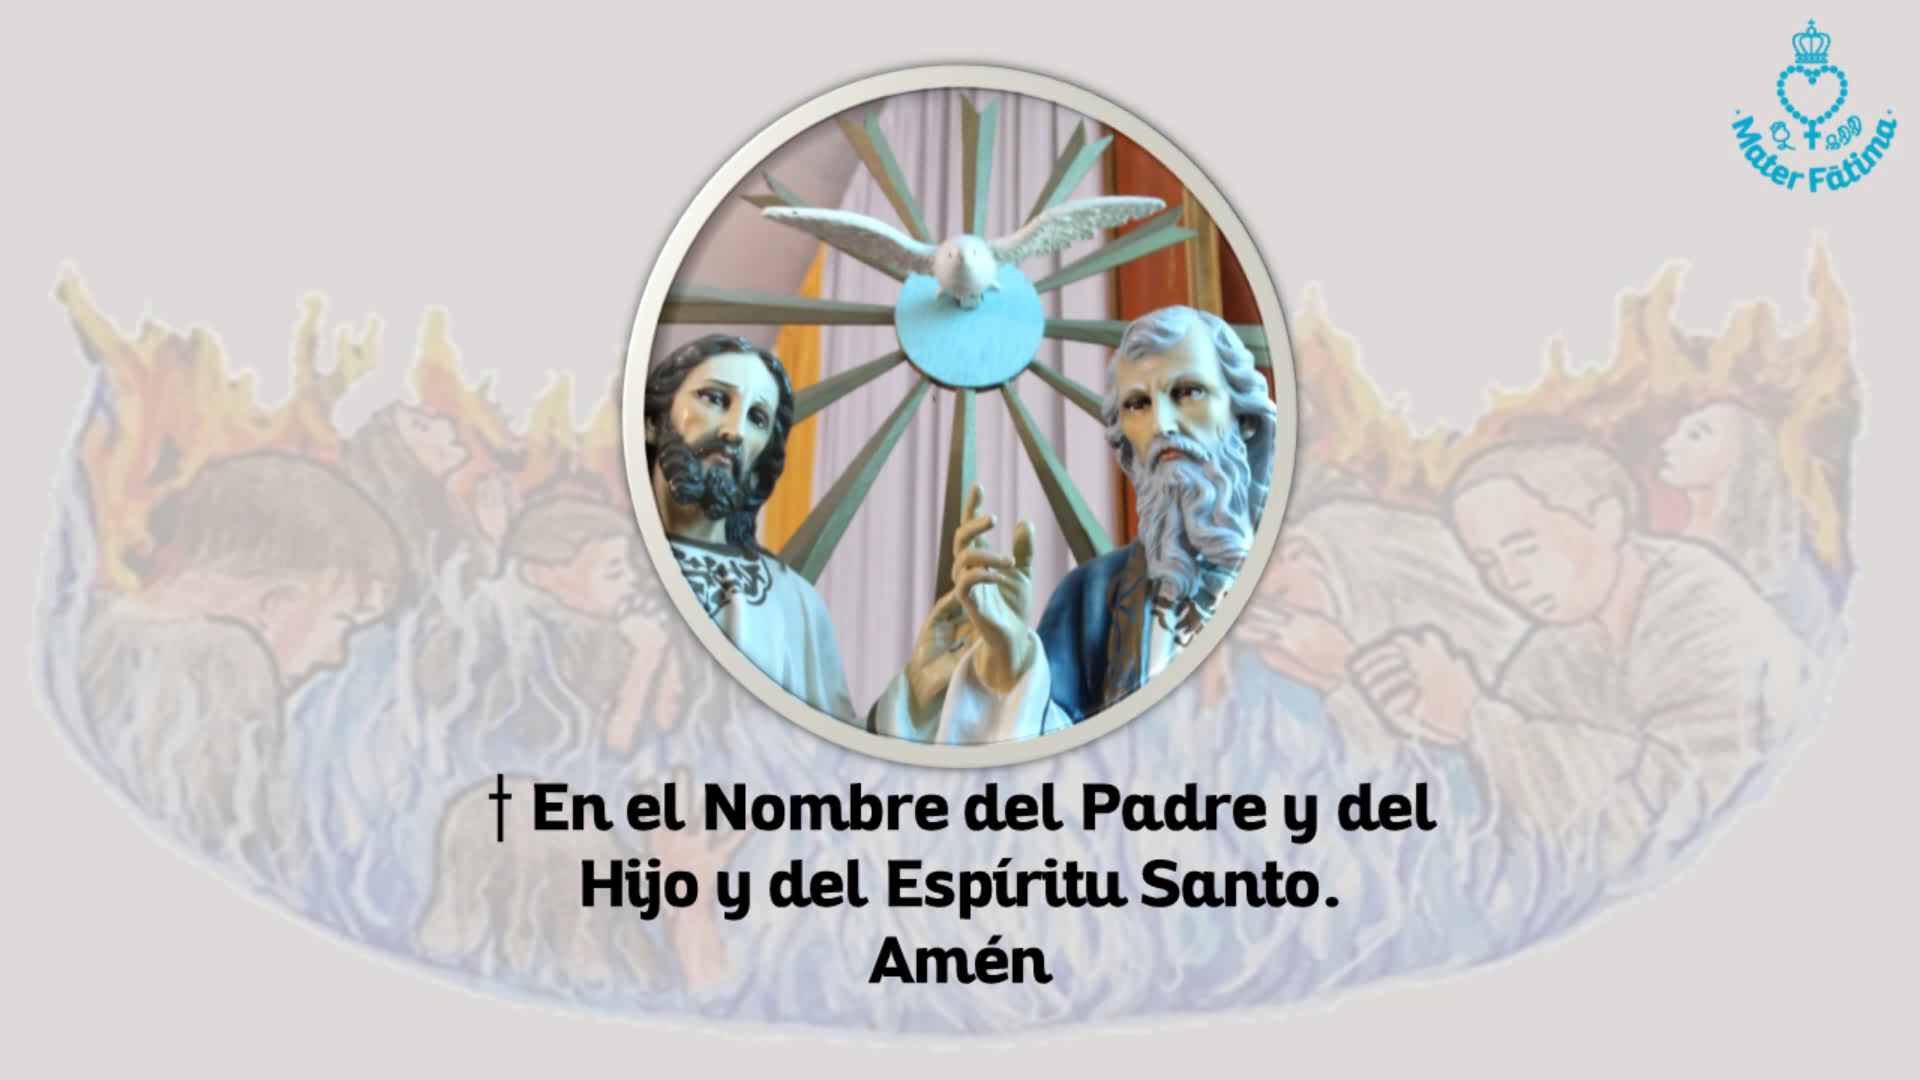 Mater Fátima
† En el Nombre del Padre y del
Hijo y del Espíritu Santo.
Amén